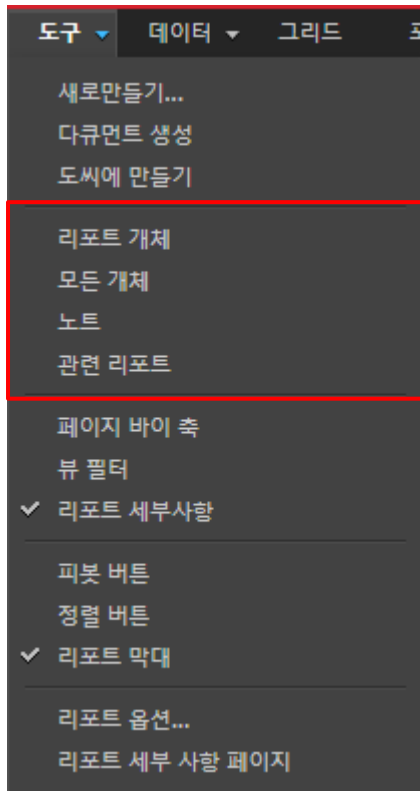 도구 데이터 그리드
새로만들기...
다큐먼트 생성
도씨에 만들기
리포트 개체
모든 개체
노트
관련 리포트
페이지 바이 축
뷰 필터
리포트 세부사항
피봇 버튼
정렬 버튼
리포트 막대
리포트 옵션...
리포트 세부 사항 페이지